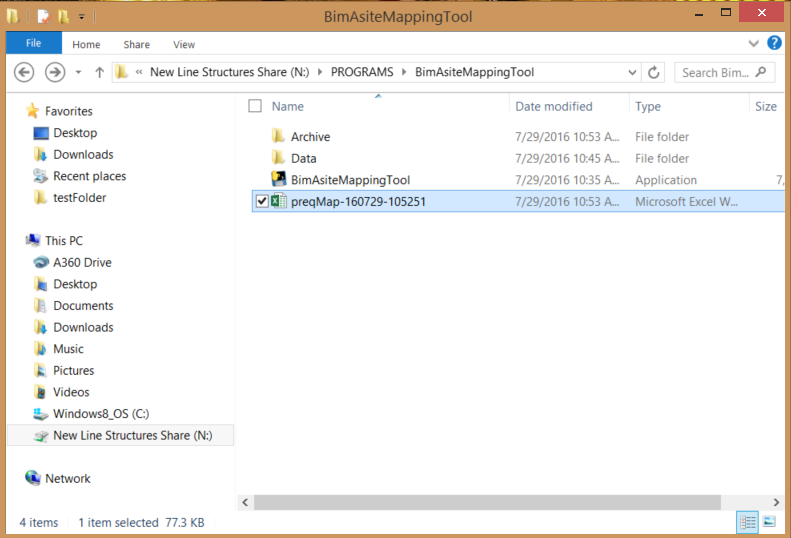 BimAsiteMappingTool
File Home Share View
« New Line Structures Share (N:) PROGRAMS BimAsiteMappingTool Search Bim...
Name Date modified Type Size
Archive 7/29/2016 10:53 A... File folder
Data 7/29/2016 10:45 A... File folder
BimAsiteMappingTool 7/29/2016 10:35 A... Application 7,
preqMap-160729-105251 7/29/2016 10:53 A... Microsoft Excel W...
Favorites
Desktop
Downloads
Recent places
testFolder
This PC
A360 Drive
Desktop
Documents
Downloads
Music
Pictures
Videos
Windows8_OS (C:)
New Line Structures Share (N:)
Network
4 items 1 item selected 77.3 KB